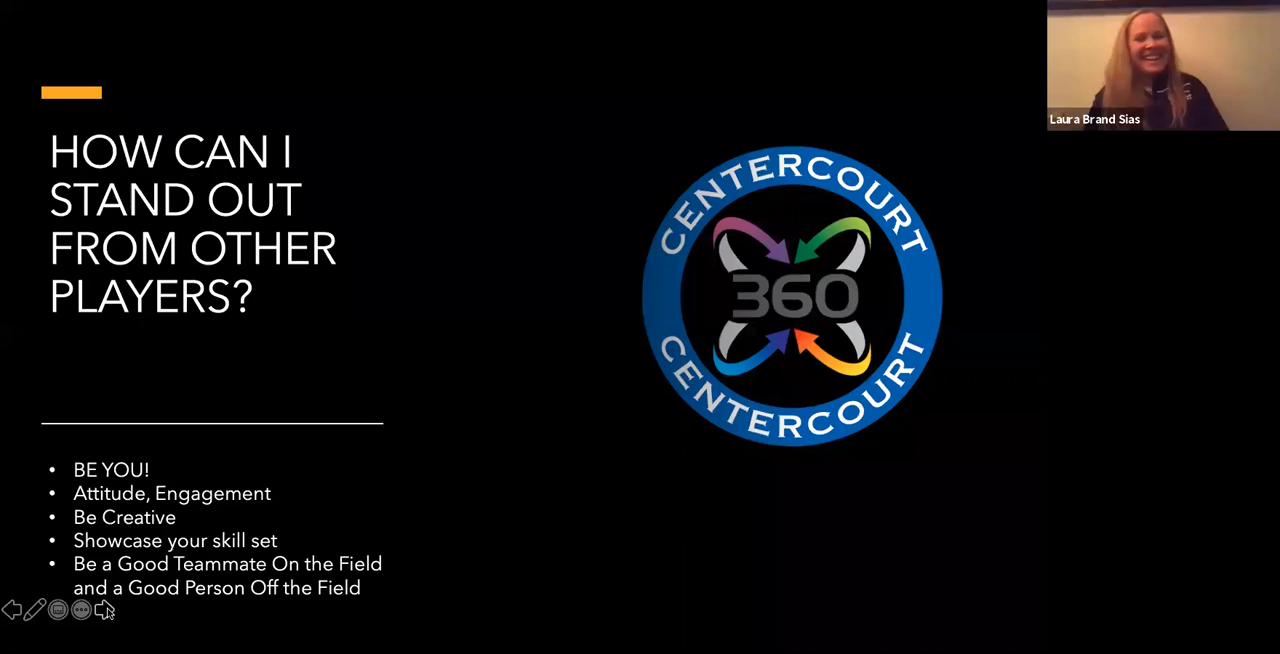 Laura Brand Sias
HOW CAN I
STAND OUT
FROM OTHER
PLAYERS?
CENTERCOURT
360
CENTERCOURT
• BE YOU!
• Attitude, Engagement
• Be Creative
• Showcase your skill set
• Be a Good Teammate On the Field
and a Good Person Off the Field